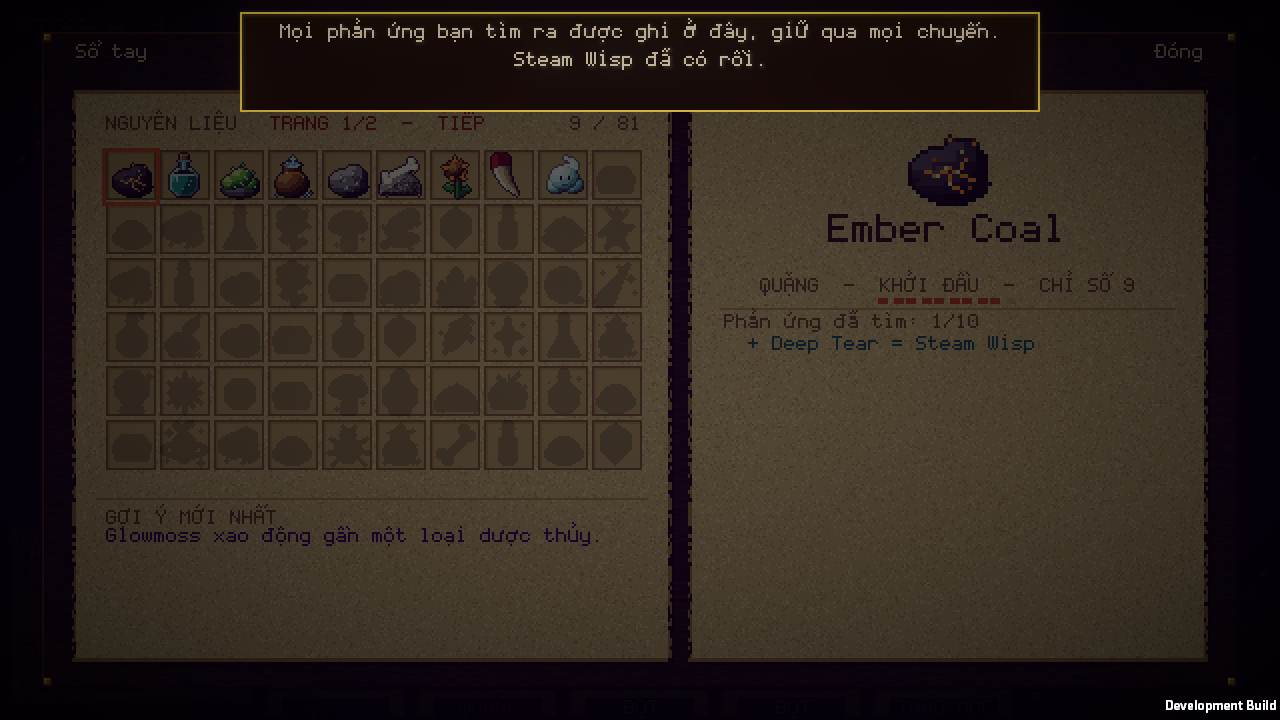 Mọi phản ứng bạn tìm ra được ghi ở đây, giữ qua mọi chuyến.
Steam Wisp đã có rồi.
Sổ tay
Đóng
NGUYÊN LIỆU TRANG 1/2 - TIẾP 9 / 81
Ember Coal
QUẶNG - KHỞI ĐẦU - CHỈ SỐ 9
Phản ứng đã tìm: 1/10
+ Deep Tear = Steam Wisp
GỢI Ý MỚI NHẤT
Glowmoss xao động gần một loại dược thủy.
BỘT
BỘT
Development Build